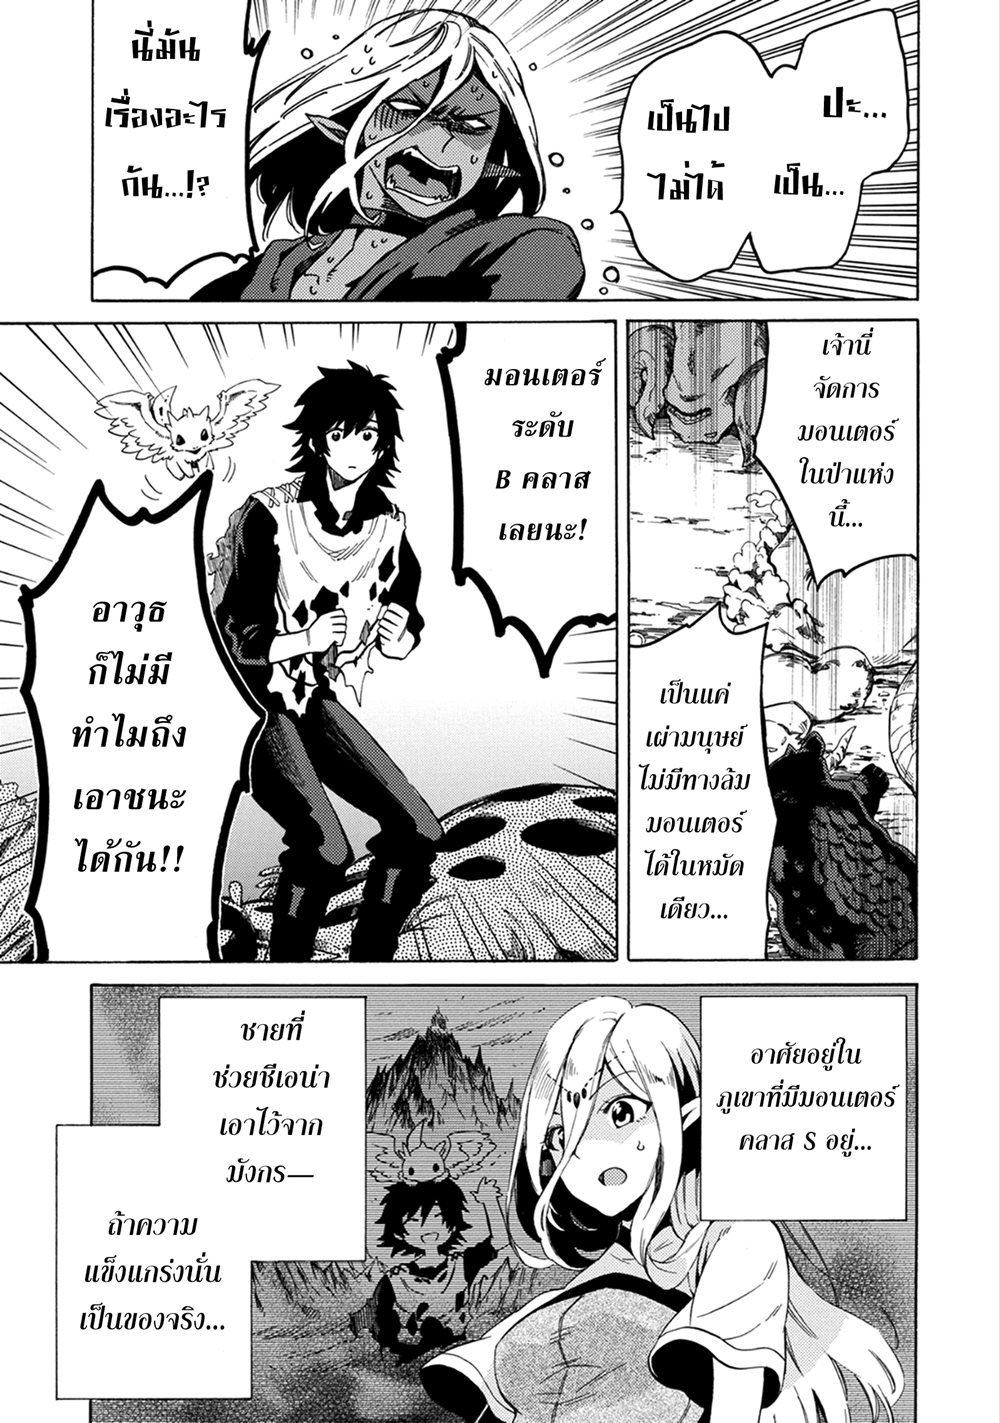 ปะ...
เป็น...
เป็นไป
ไม่ได้
นี่มัน
เรื่องอะไร
กัน...!?
เจ้านี่
จัดการ
มอนเตอร์
ในป่าแห่ง
นี้...
เป็นแค่
เผ่ามนุษย์
ไม่มีทางล้ม
มอนเตอร์
ได้ในหมัด
เดียว...
มอนเตอร์
ระดับ
B คลาส
เลยนะ!
อาวุธ
ก็ไม่มี
ทำไมถึง
เอาชนะ
ได้กัน!!
อาศัยอยู่ใน
ภูเขาที่มีมอนเตอร์
คลาส S อยู่...
ชายที่
ช่วยชีเอน่า
เอาไว้จาก
มังกร—
ถ้าความ
แข็งแกร่งนั่น
เป็นของจริง...